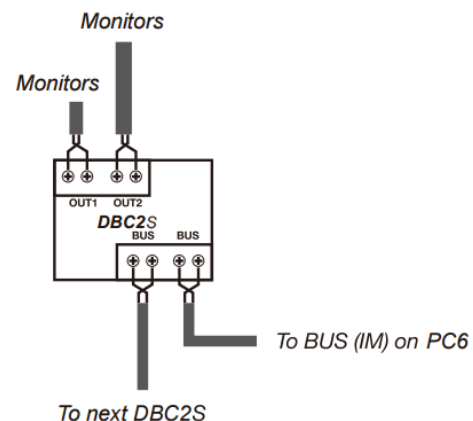 Monitors
Monitors
OUT1 OUT2
DBC2S
BUS BUS
To BUS (IM) on PC6
To next DBC2S